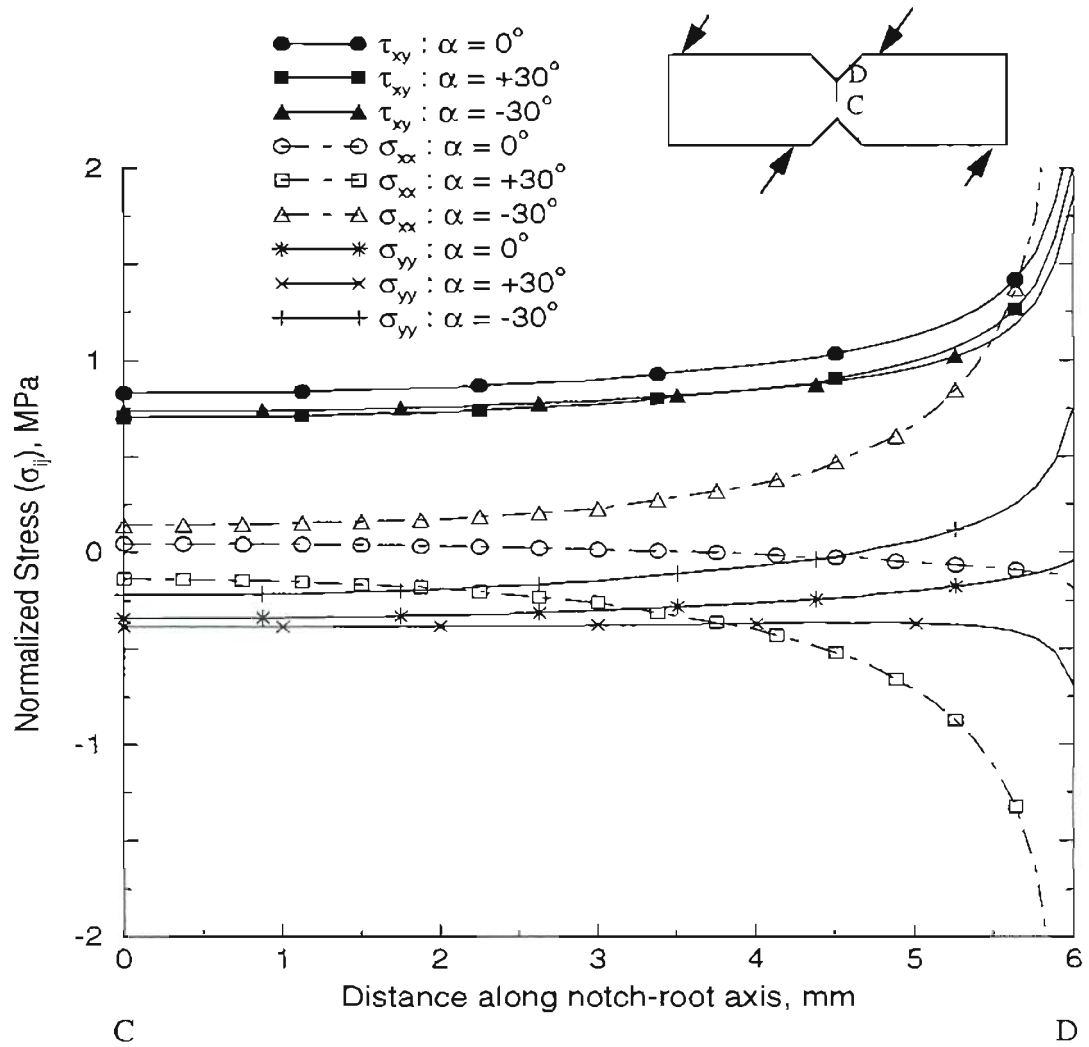 τxy : α = 0°
τxy : α = +30°
τxy : α = -30°
σxx : α = 0°
σxx : α = +30°
σxx : α = -30°
σyy : α = 0°
σyy : α = +30°
σyy : α = -30°
D
C
2
1
0
-1
-2
Normalized Stress (σij), MPa
0 1 2 3 4 5 6
Distance along notch-root axis, mm
C D